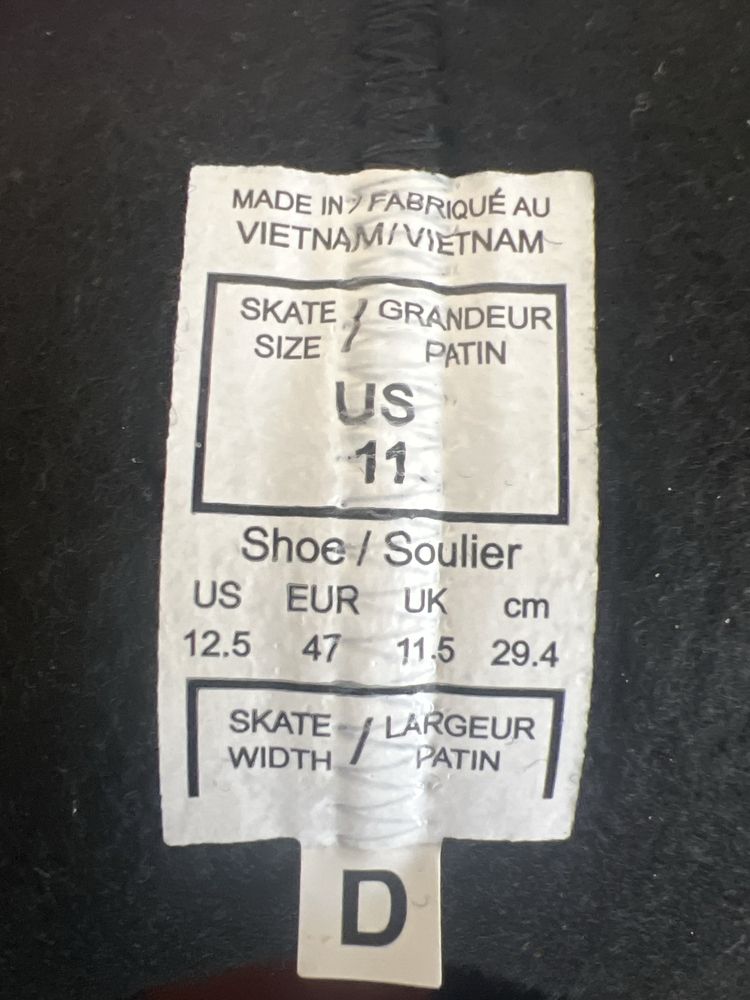 MADE IN / FABRIQUÉ AU
VIETNAM / VIETNAM
SKATE / GRANDEUR
SIZE PATIN
US
11
Shoe / Soulier
US EUR UK cm
12.5 47 11.5 29.4
SKATE / LARGEUR
WIDTH PATIN
D